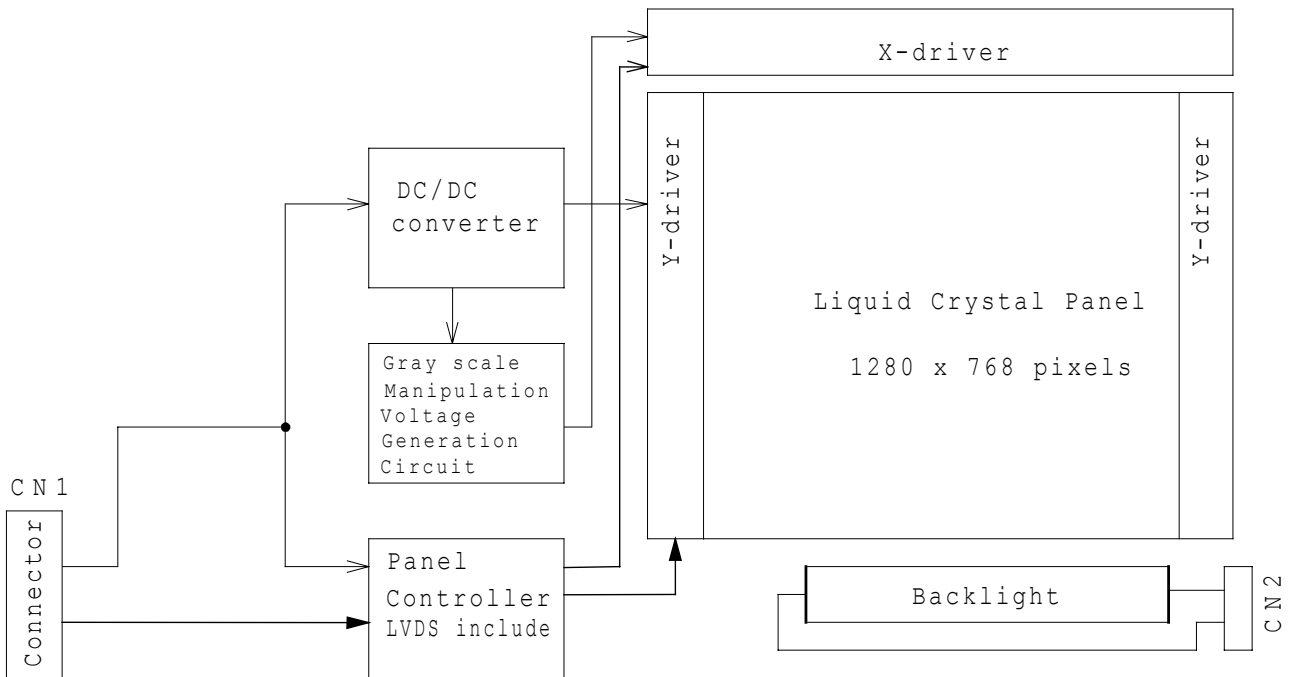 X-driver
Y-driver
Y-driver
DC/DC
converter
Liquid Crystal Panel
1280 x 768 pixels
Gray scale
Manipulation
Voltage
Generation
Circuit
CN1
Connector
Panel
Controller
LVDS include
Backlight
CN2